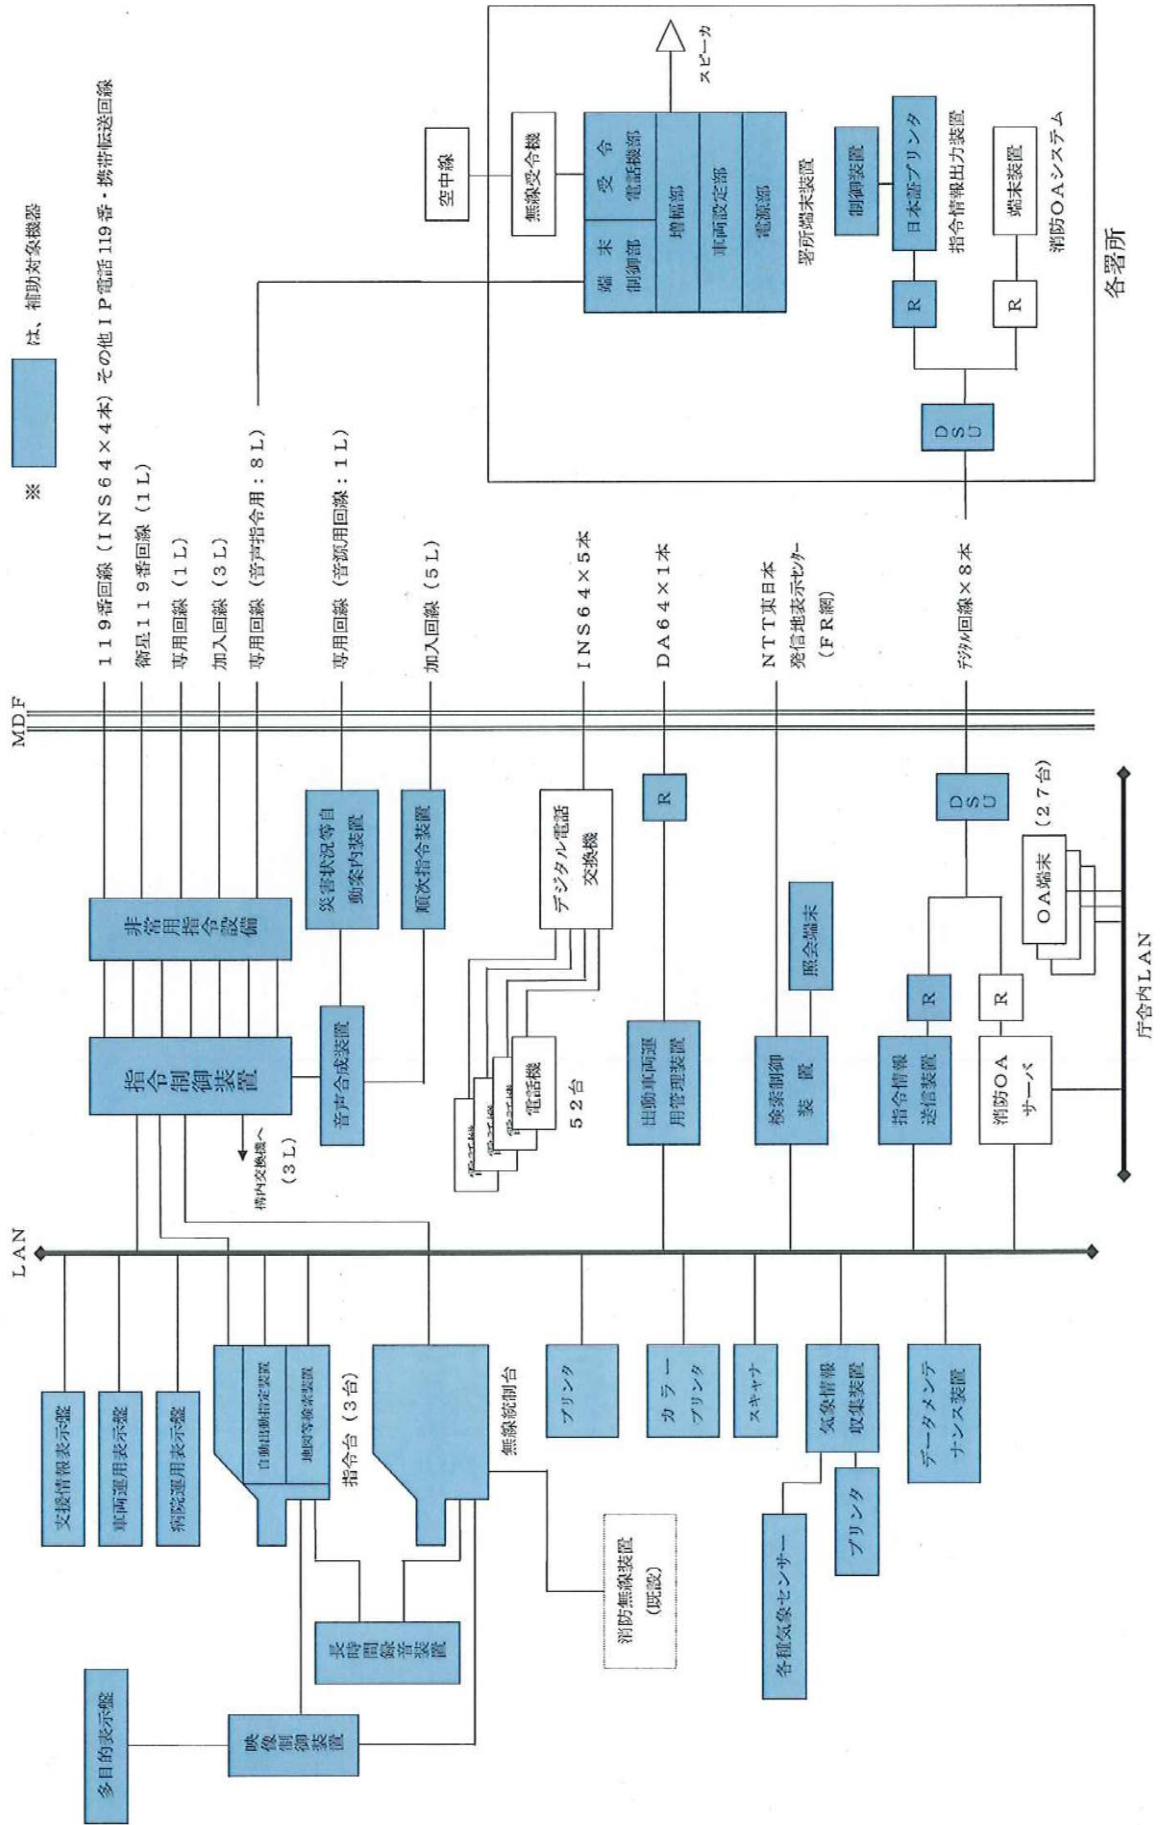 ※ は、補助対象機器
MDF
LAN
119番回線（INS64×4本）その他IP電話119番・携帯転送回線
衛星119番回線（1L）
専用回線（1L）
加入回線（3L）
専用回線（音声指令用：8L）
専用回線（音源用回線：1L）
加入回線（5L）
INS64×5本
DA64×1本
NTT東日本
発信地表示センター
（FR網）
デジタル回線×8本
多目的表示盤
映像制御装置
長時間録音装置
支援情報表示盤
車両運用表示盤
病院運用表示盤
自動出動指定装置
地図等検索装置
指令台（3台）
無線統制台
消防無線装置
(既設)
プリンタ
カラー
プリンタ
スキャナ
気象情報
収集装置
各種気象センサー
プリンタ
データメンテ
ナンス装置
指令制御装置
非常用指令設備
構内交換機へ
（3L）
音声合成装置
災害状況等自
動案内装置
順次指令装置
電話機
電話機
電話機
電話機
52台
デジタル電話
交換機
出動車両運
用管理装置
R
検索制御
装置
照会端末
指令情報
送信装置
R
消防OA
サーバ
R
DSU
OA端末
（27台）
庁舎内LAN
空中線
無線受令機
端末
制御部
受令
電話機部
増幅部
車両設定部
電源部
署所端末装置
スピーカ
制御装置
日本語プリンタ
指令情報出力装置
R
端末装置
消防OAシステム
R
DSU
各署所